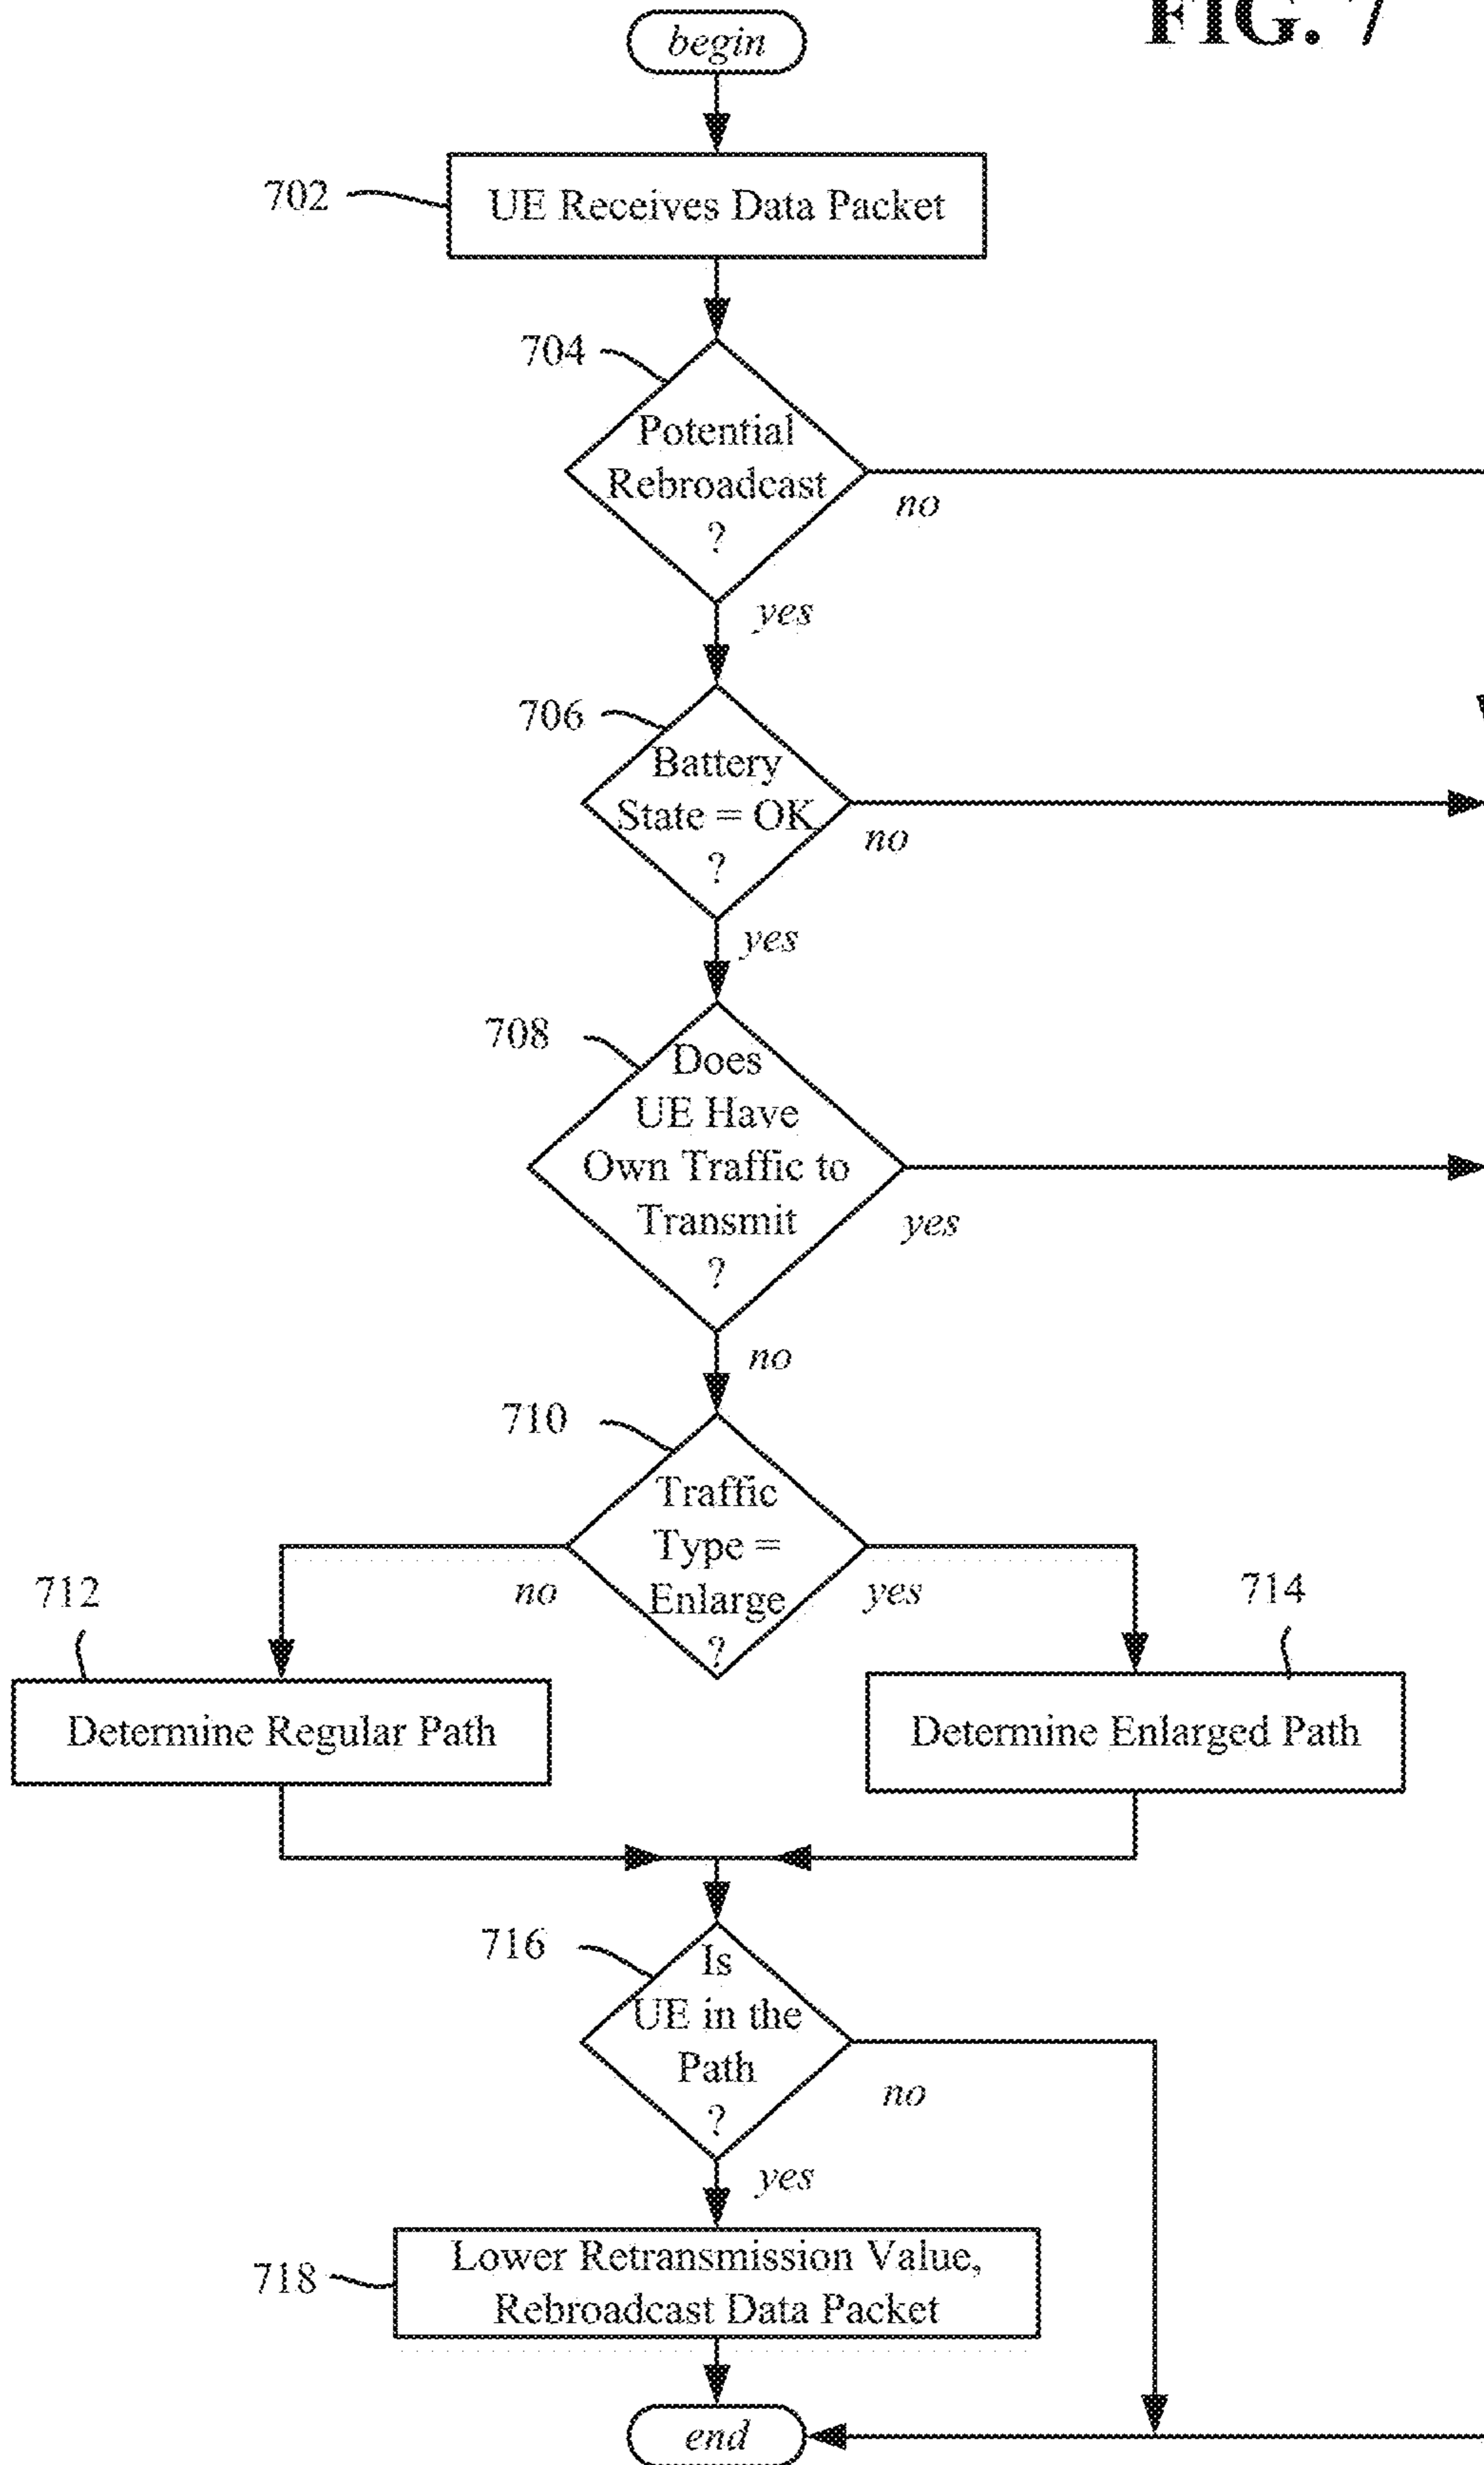 FIG. 7
begin
702
UE Receives Data Packet
704
Potential
Rebroadcast
?
no
yes
706
Battery
State = OK
?
no
yes
708
Does
UE Have
Own Traffic to
Transmit
?
yes
no
710
Traffic
Type =
Enlarge
?
no
yes
712
714
Determine Regular Path
Determine Enlarged Path
716
Is
UE in the
Path
?
no
yes
718
Lower Retransmission Value,
Rebroadcast Data Packet
end